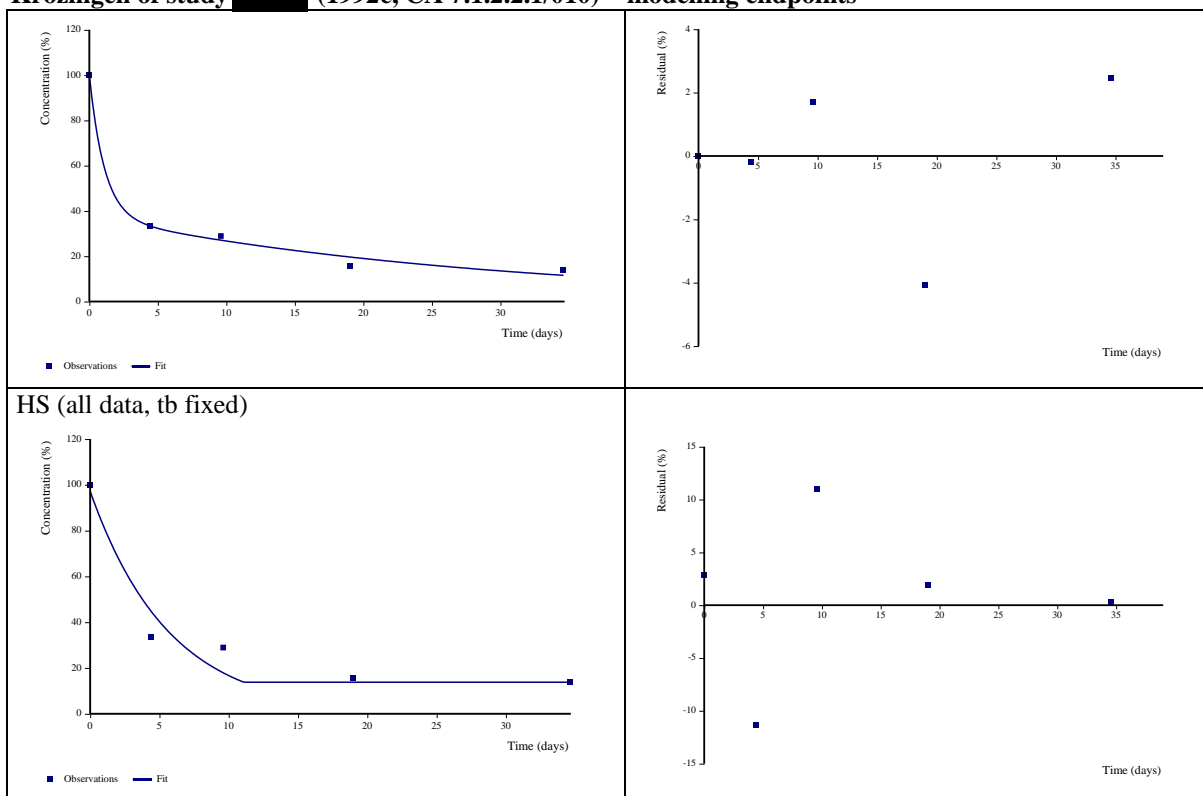 Krozingen of study (1992c, CA 7.1.2.2.1/010) – modelling endpoints
120
100
80
60
40
20
0
Concentration (%)
0 5 10 15 20 25 30
Time (days)
Observations Fit
4
2
0
-2
-4
-6
Residual (%)
0 5 10 15 20 25 30 35
Time (days)
HS (all data, tb fixed)
120
100
80
60
40
20
0
Concentration (%)
0 5 10 15 20 25 30
Time (days)
Observations Fit
15
10
5
0
-5
-10
-15
Residual (%)
0 5 10 15 20 25 30 35
Time (days)